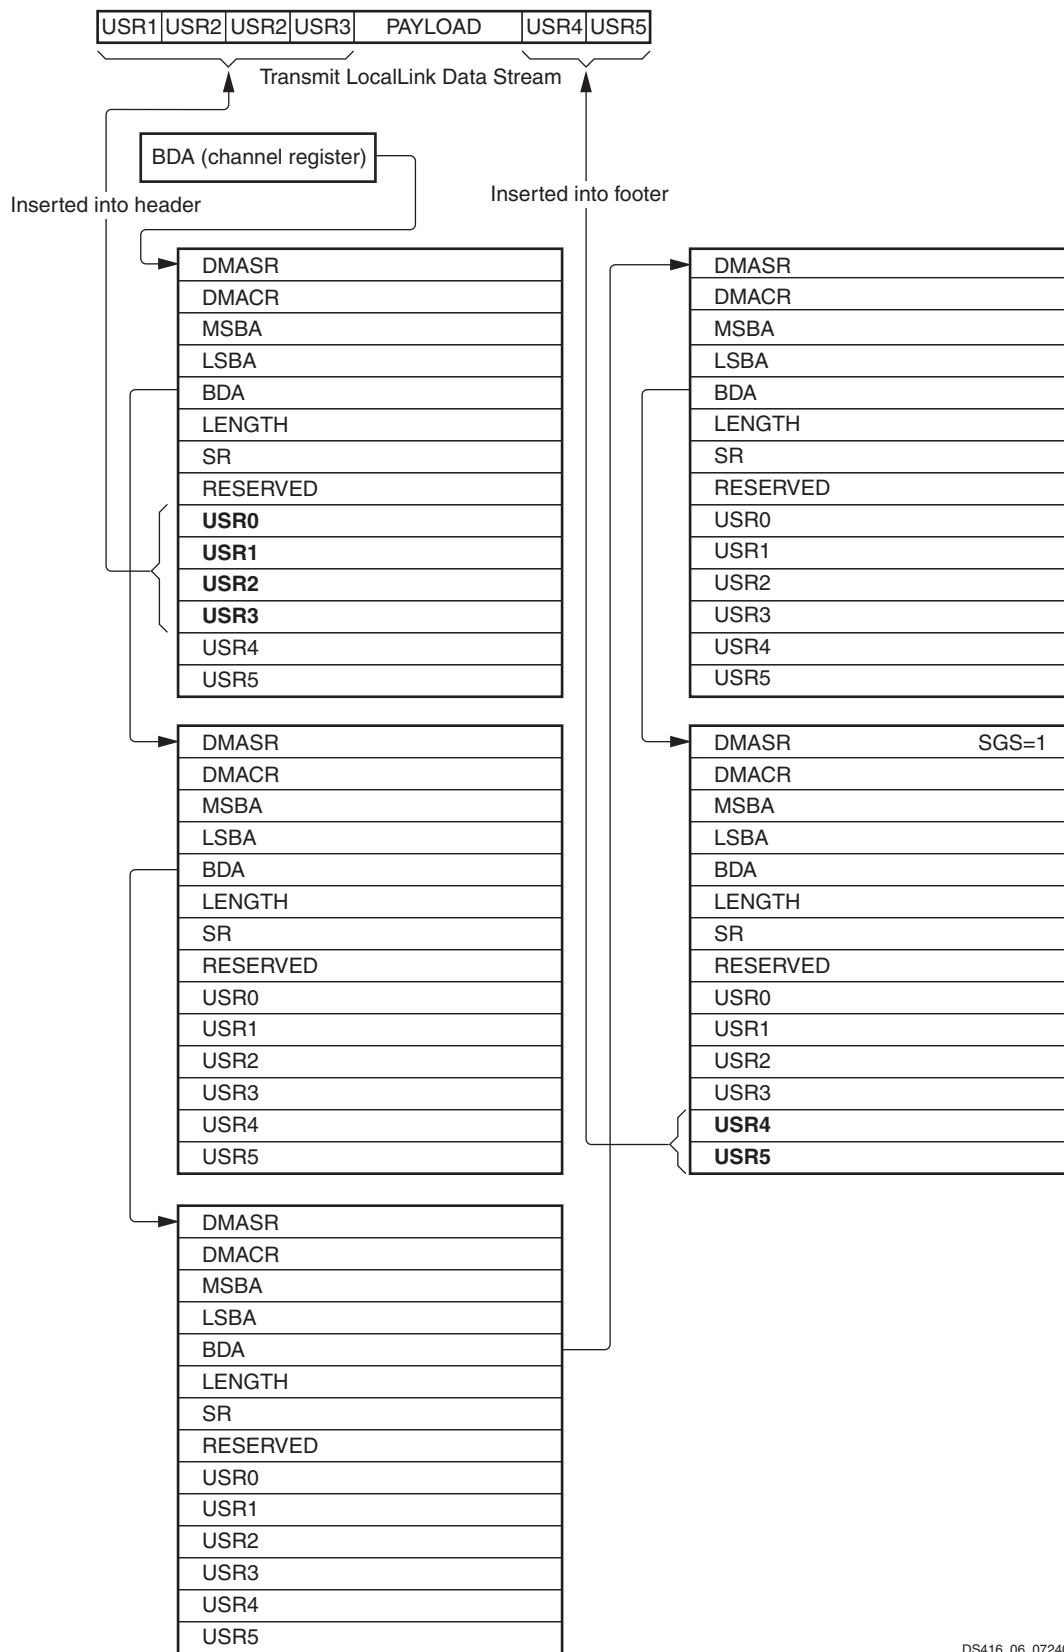 USR1 USR2 USR2 USR3 PAYLOAD USR4 USR5
Transmit LocalLink Data Stream
BDA (channel register)
Inserted into header
Inserted into footer
DMASR
DMACR
MSBA
LSBA
BDA
LENGTH
SR
RESERVED
USR0
USR1
USR2
USR3
USR4
USR5
DMASR
DMACR
MSBA
LSBA
BDA
LENGTH
SR
RESERVED
USR0
USR1
USR2
USR3
USR4
USR5
DMASR
DMACR
MSBA
LSBA
BDA
LENGTH
SR
RESERVED
USR0
USR1
USR2
USR3
USR4
USR5
DMASR
DMACR
MSBA
LSBA
BDA
LENGTH
SR
RESERVED
USR0
USR1
USR2
USR3
USR4
USR5
DMASR SGS=1
DMACR
MSBA
LSBA
BDA
LENGTH
SR
RESERVED
USR0
USR1
USR2
USR3
USR4
USR5